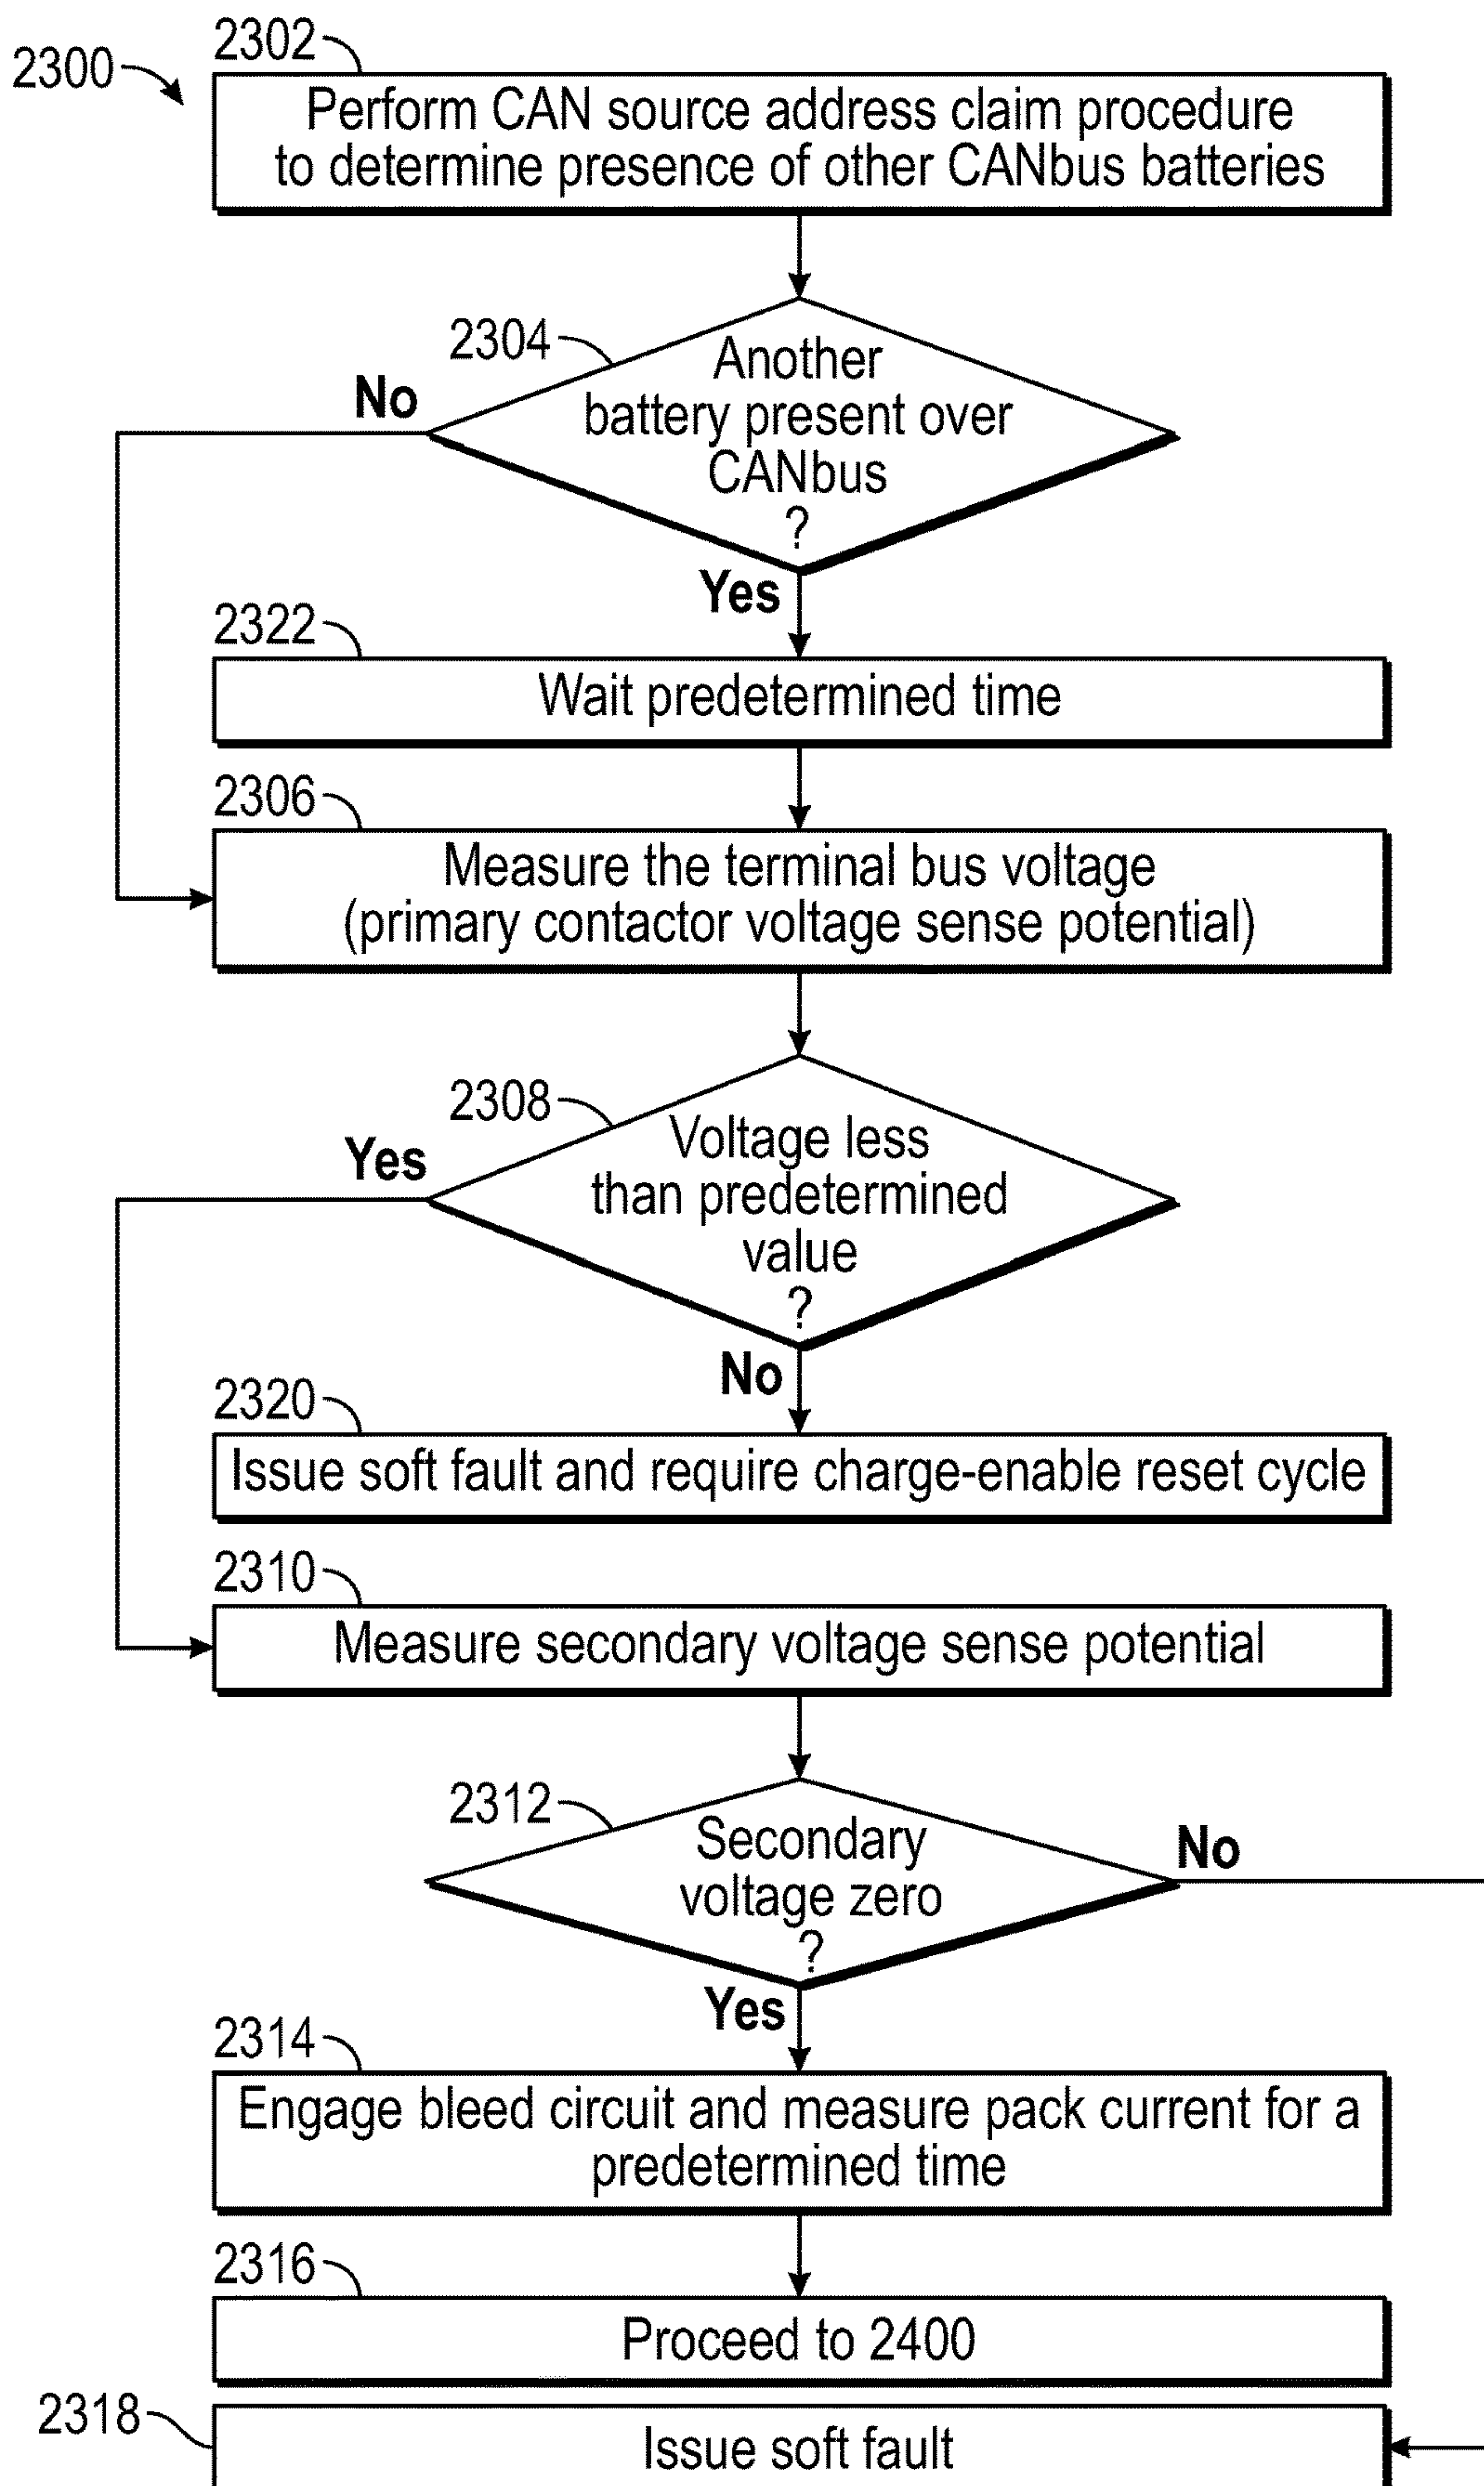 2300
2302
Perform CAN source address claim procedure
to determine presence of other CANbus batteries
2304
Another
battery present over
CANbus
?
No
Yes
2322
Wait predetermined time
2306
Measure the terminal bus voltage
(primary contactor voltage sense potential)
2308
Voltage less
than predetermined
value
?
Yes
No
2320
Issue soft fault and require charge-enable reset cycle
2310
Measure secondary voltage sense potential
2312
Secondary
voltage zero
?
No
Yes
2314
Engage bleed circuit and measure pack current for a
predetermined time
2316
Proceed to 2400
2318
Issue soft fault